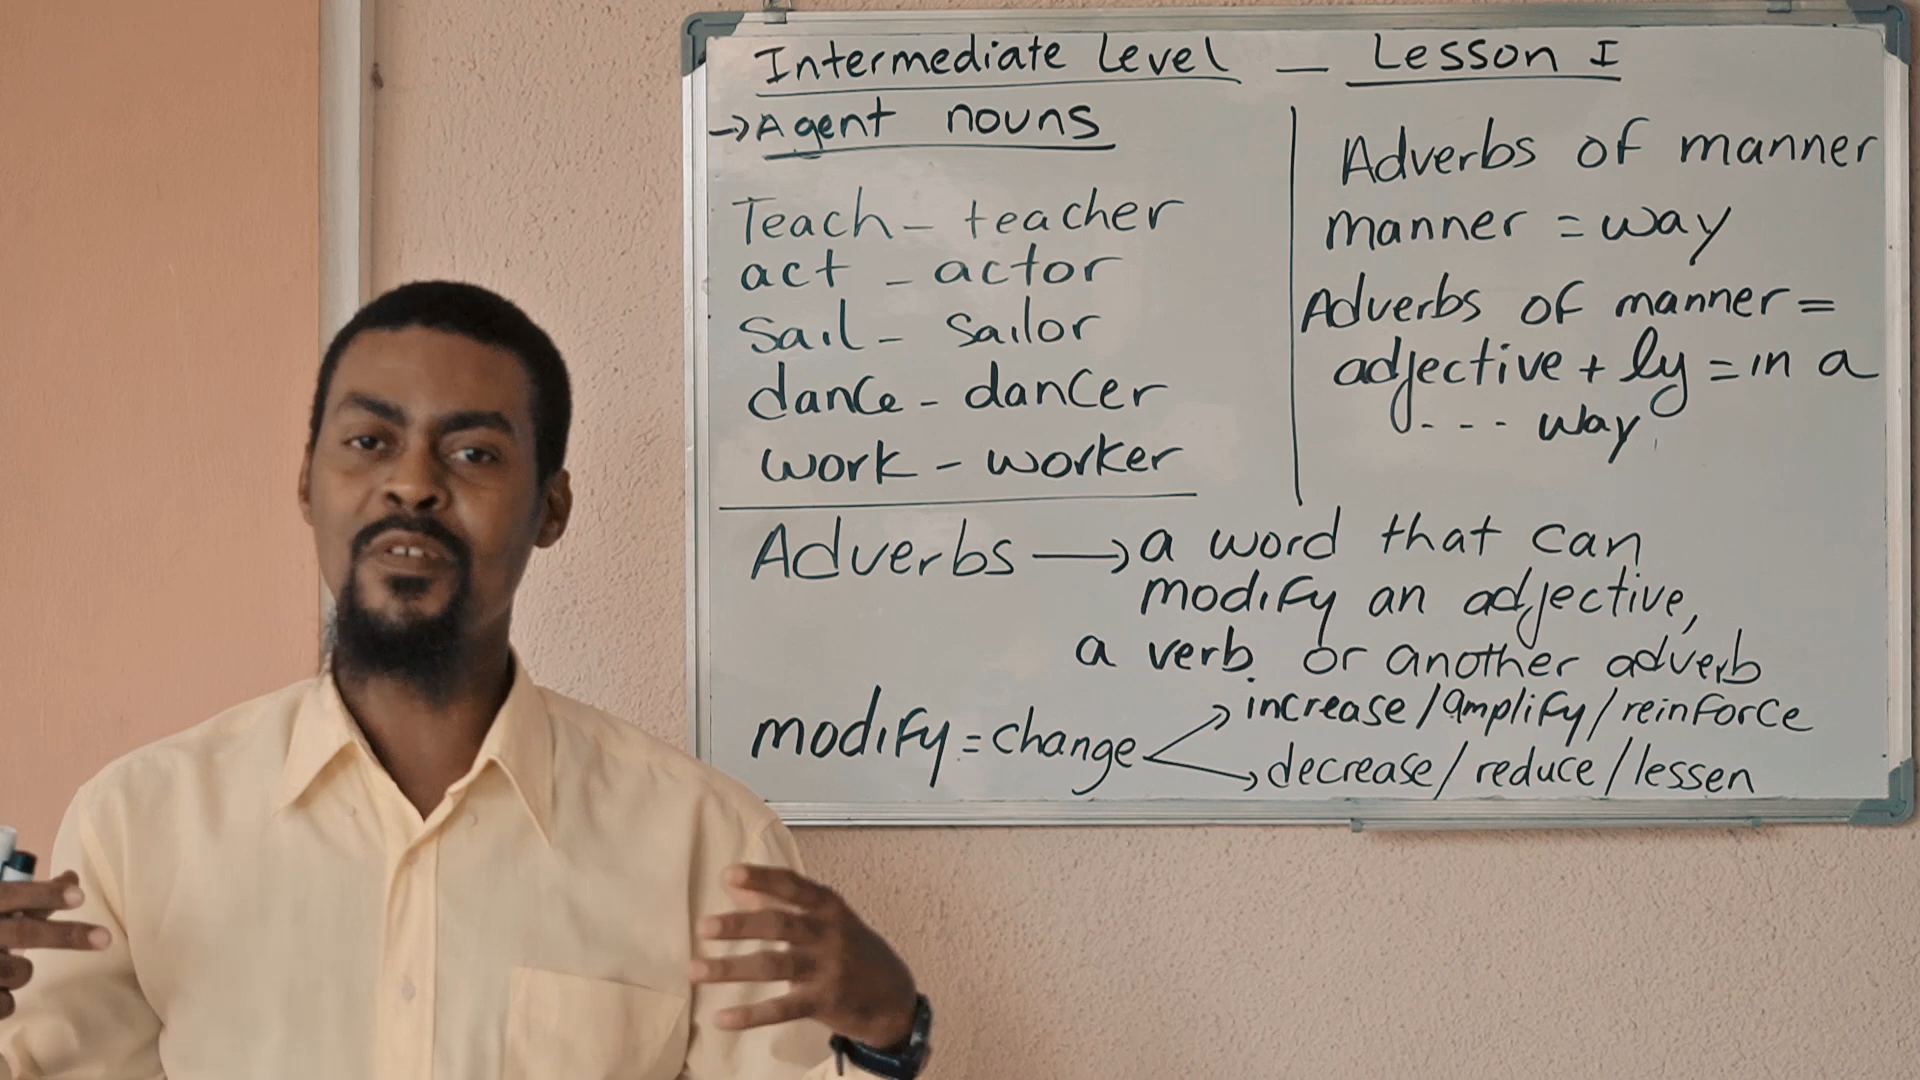 Intermediate Level — Lesson I
→Agent nouns
Teach - teacher
act - actor
Sail - Sailor
dance - dancer
work - worker
Adverbs of manner
manner = way
Adverbs of manner =
adjective + ly = in a
---- way
Adverbs → a word that can
modify an adjective,
a verb or another adverb
modify = change
→ increase/amplify/reinforce
→ decrease/reduce/lessen